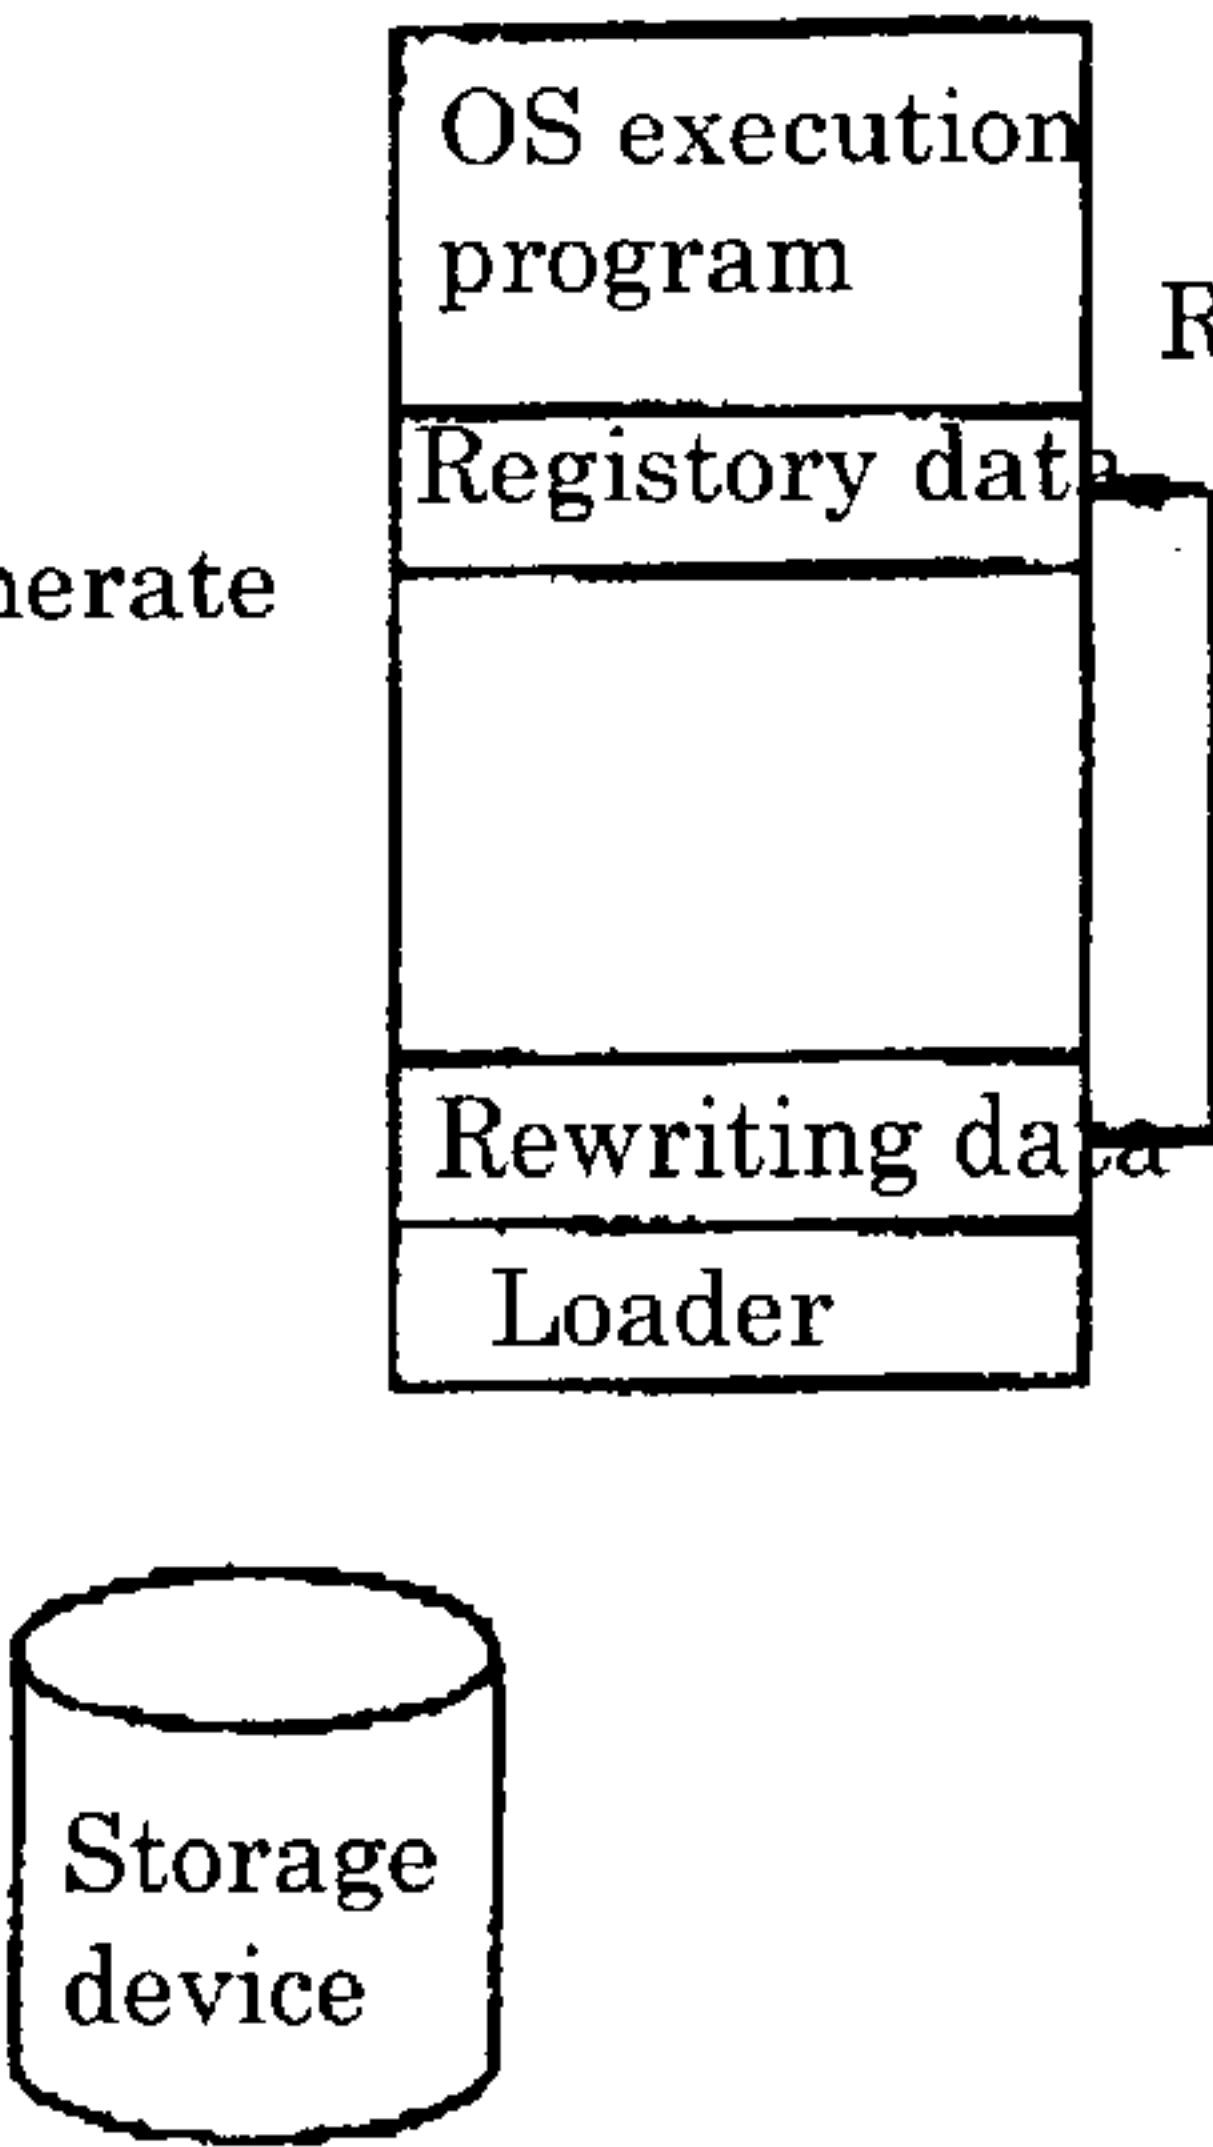 OS execution
program
Registory data
Rewriting data
Loader
Storage
device